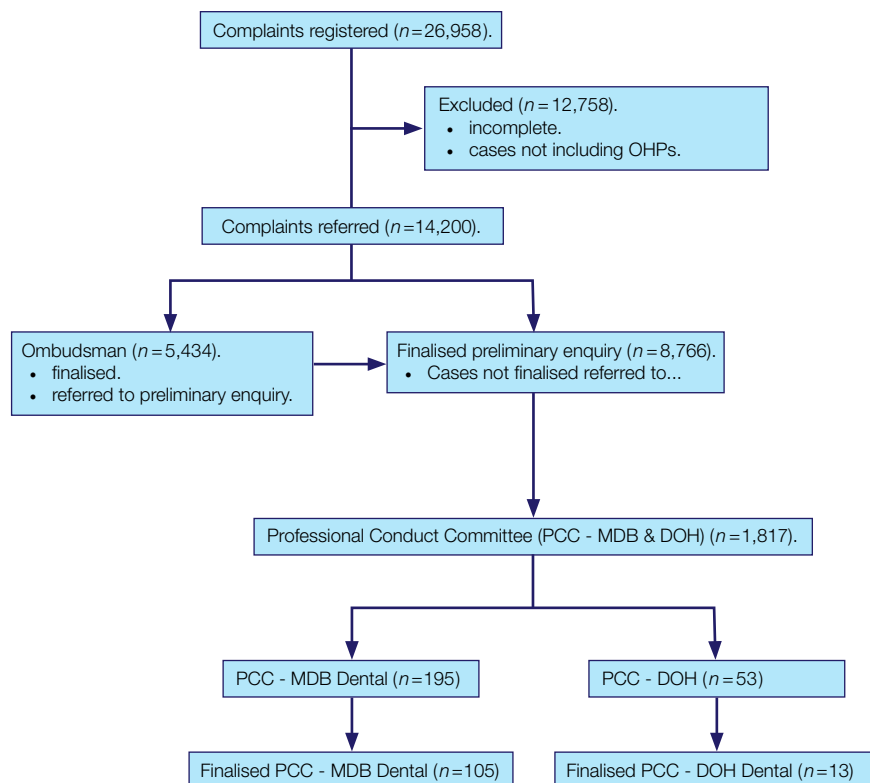 Complaints registered (n=26,958).
Excluded (n=12,758).
• incomplete.
• cases not including OHPs.
Complaints referred (n=14,200).
Ombudsman (n=5,434).
• finalised.
• referred to preliminary enquiry.
Finalised preliminary enquiry (n=8,766).
• Cases not finalised referred to...
Professional Conduct Committee (PCC - MDB & DOH) (n=1,817).
PCC - MDB Dental (n=195)
PCC - DOH (n=53)
Finalised PCC - MDB Dental (n=105)
Finalised PCC - DOH Dental (n=13)